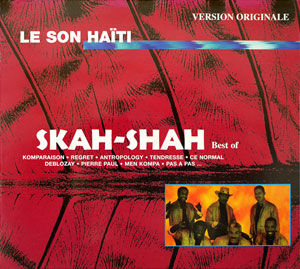 VERSION ORIGINALE
LE SON HAÏTI
SKAH-SHAH Best of
KOMPARAISON • REGRET • ANTROPOLOGY • TENDRESSE • CE NORMAL
DEBLOZAY • PIERRE PAUL • MEN KOMPA • PAS A PAS ...